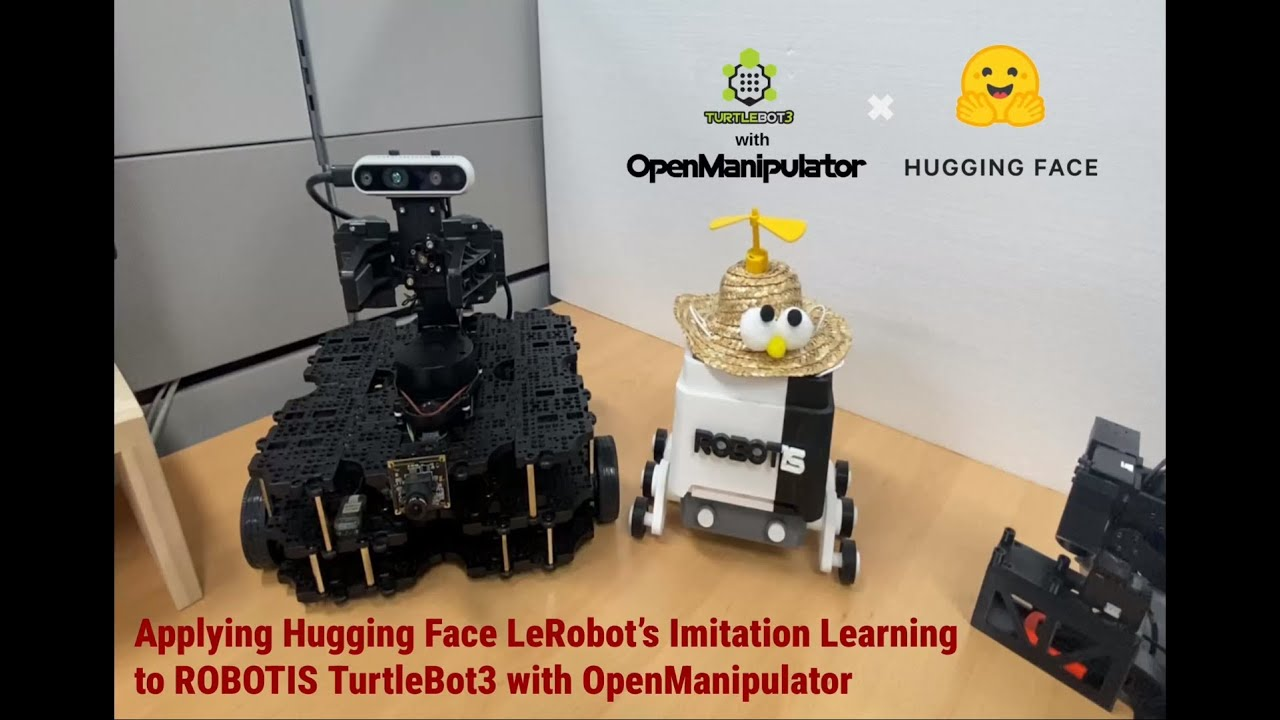 TURTLEBOT3
with
OpenManipulator
HUGGING FACE
ROBOTIS
Applying Hugging Face LeRobot’s Imitation Learning
to ROBOTIS TurtleBot3 with OpenManipulator